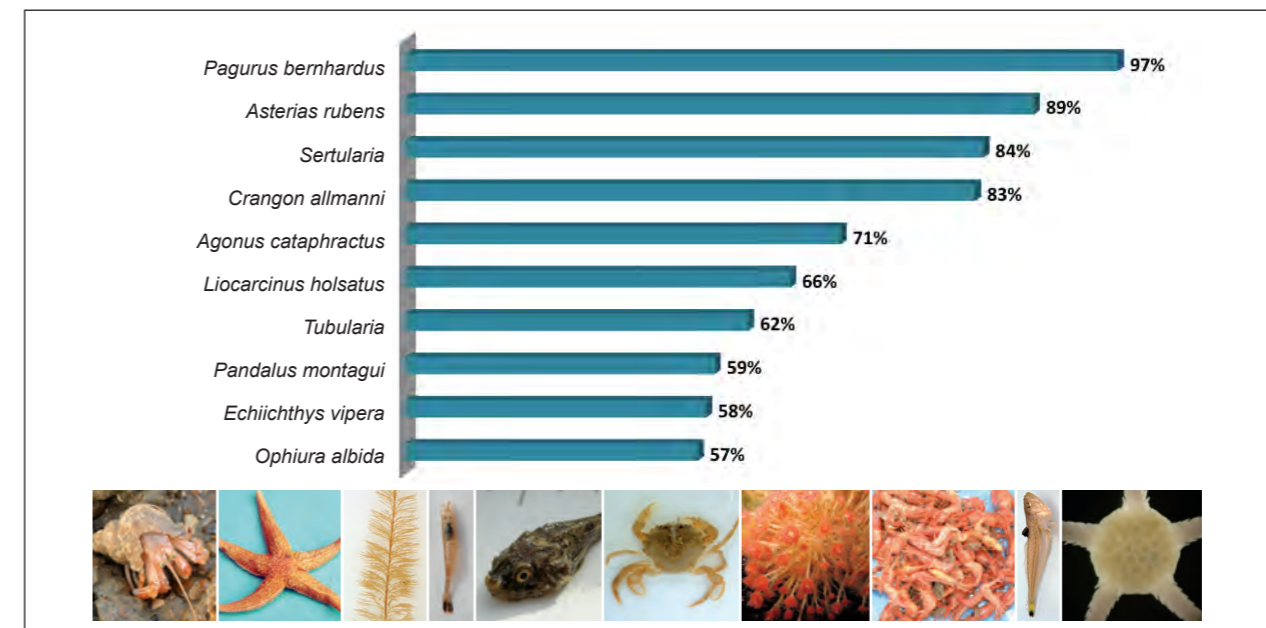 Pagurus bernhardus 97%
Asterias rubens 89%
Sertularia 84%
Crangon allmanni 83%
Agonus cataphractus 71%
Liocarcinus holsatus 66%
Tubularia 62%
Pandalus montagui 59%
Echiichthys vipera 58%
Ophiura albida 57%